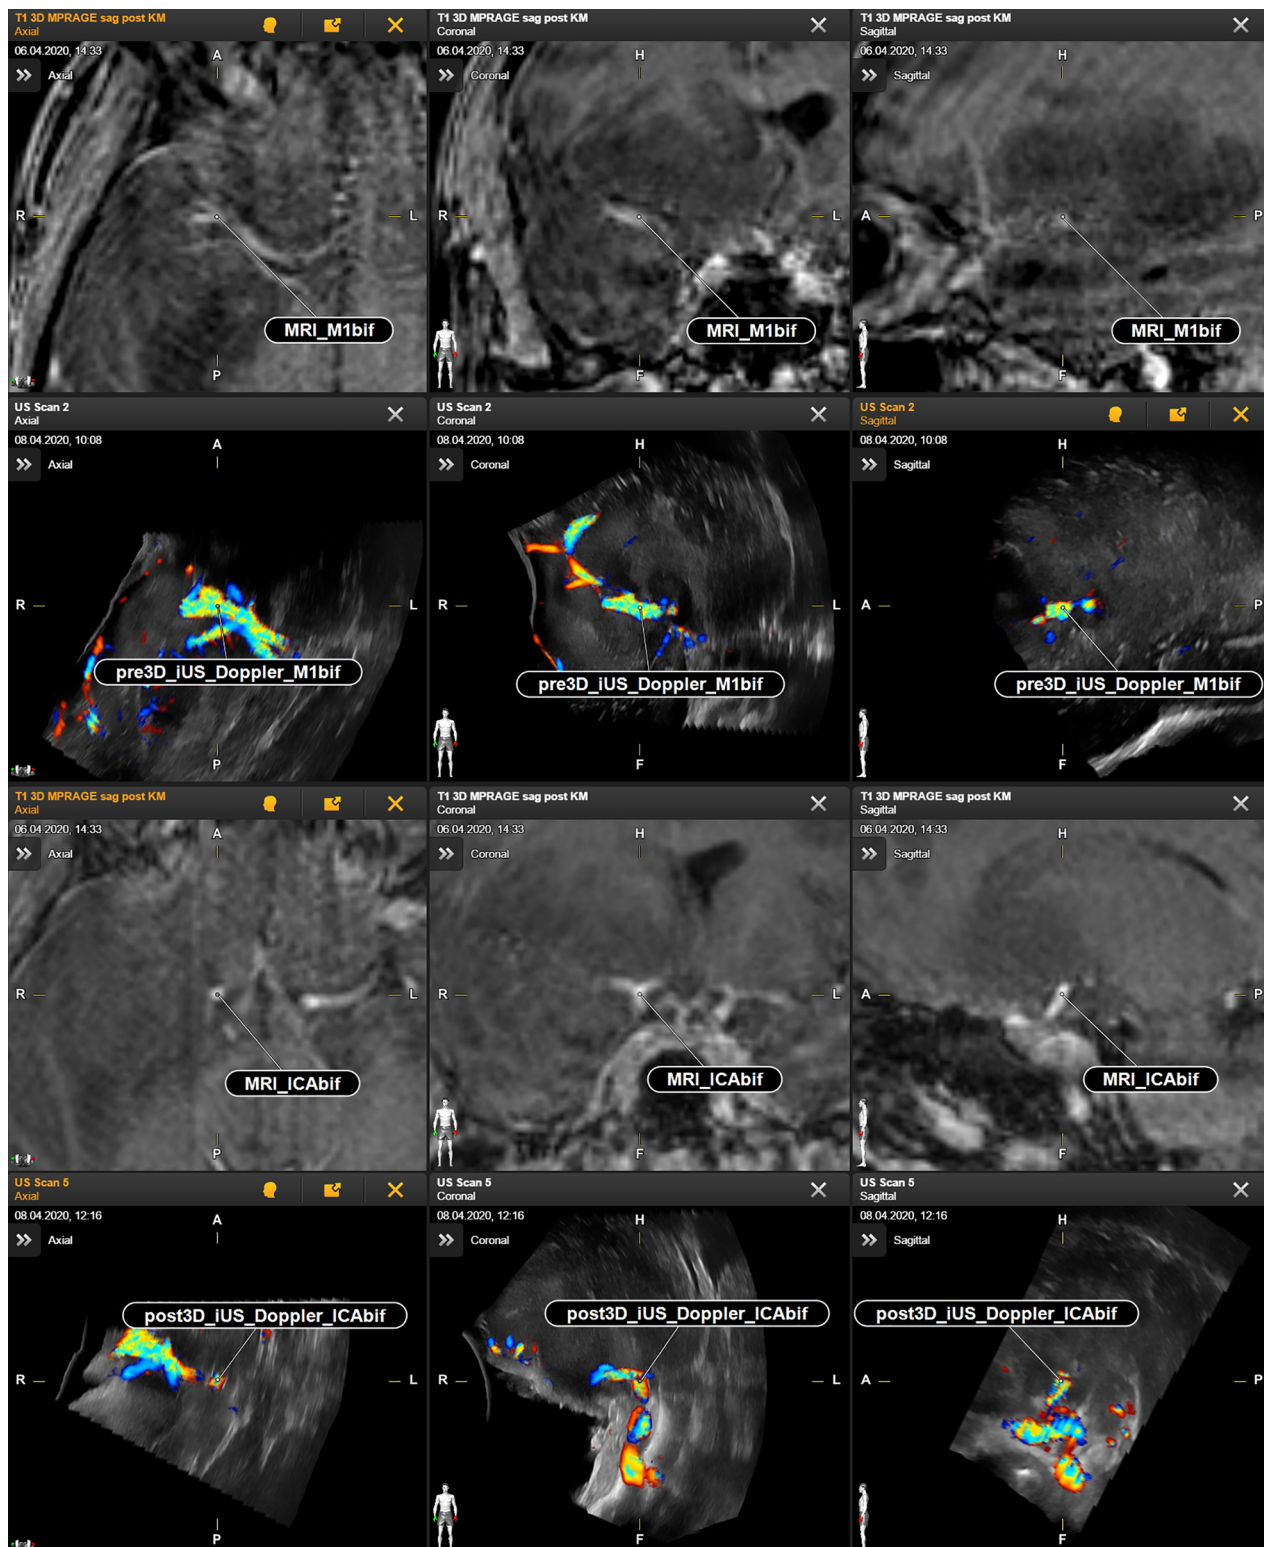 T1 3D MPRAGE sag post KM
Axial
06.04.2020, 14:33
Axial
A
R
L
P
MRI_M1bif
T1 3D MPRAGE sag post KM
Coronal
06.04.2020, 14:33
Coronal
H
R
L
F
MRI_M1bif
T1 3D MPRAGE sag post KM
Sagittal
06.04.2020, 14:33
Sagittal
H
A
P
F
MRI_M1bif
US Scan 2
Axial
08.04.2020, 10:08
Axial
A
R
L
P
pre3D_iUS_Doppler_M1bif
US Scan 2
Coronal
08.04.2020, 10:08
Coronal
H
R
L
F
pre3D_iUS_Doppler_M1bif
US Scan 2
Sagittal
08.04.2020, 10:08
Sagittal
H
A
P
F
pre3D_iUS_Doppler_M1bif
T1 3D MPRAGE sag post KM
Axial
06.04.2020, 14:33
Axial
A
R
L
P
MRI_ICAbif
T1 3D MPRAGE sag post KM
Coronal
06.04.2020, 14:33
Coronal
H
R
L
F
MRI_ICAbif
T1 3D MPRAGE sag post KM
Sagittal
06.04.2020, 14:33
Sagittal
H
A
P
F
MRI_ICAbif
US Scan 5
Axial
08.04.2020, 12:16
Axial
A
post3D_iUS_Doppler_ICAbif
R
L
P
US Scan 5
Coronal
08.04.2020, 12:16
Coronal
H
post3D_iUS_Doppler_ICAbif
R
L
F
US Scan 5
Sagittal
08.04.2020, 12:16
Sagittal
H
post3D_iUS_Doppler_ICAbif
A
P
F